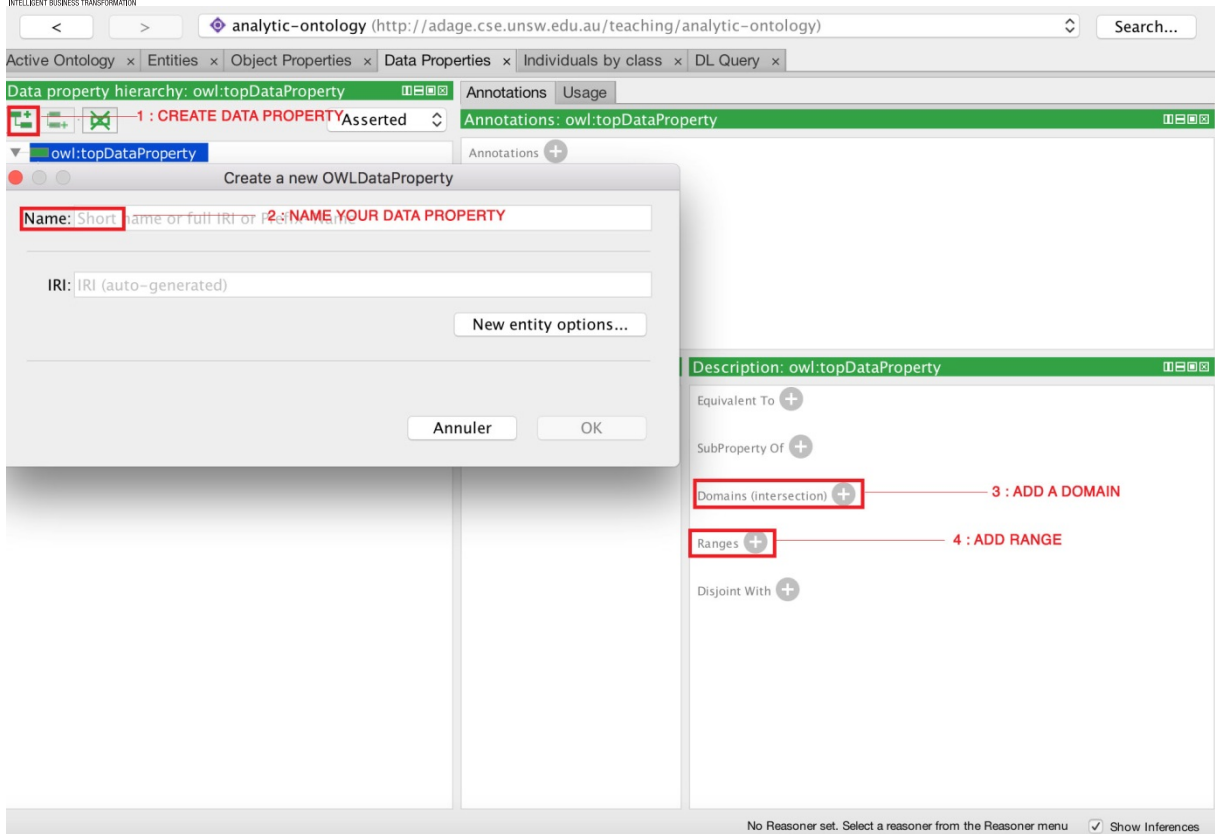 INTELLIGENT BUSINESS TRANSFORMATION
< > analytic-ontology (http://adage.cse.unsw.edu.au/teaching/analytic-ontology) Search...
Active Ontology × Entities × Object Properties × Data Properties × Individuals by class × DL Query ×
Data property hierarchy: owl:topDataProperty
Annotations Usage
1 : CREATE DATA PROPERTY
Asserted
Annotations: owl:topDataProperty
owl:topDataProperty
Annotations
Create a new OWLDataProperty
Name: Short name or full IRI or Prefix-Name
2 : NAME YOUR DATA PROPERTY
IRI: IRI (auto-generated)
New entity options...
Annuler OK
Description: owl:topDataProperty
Equivalent To
SubProperty Of
Domains (intersection)
3 : ADD A DOMAIN
Ranges
4 : ADD RANGE
Disjoint With
No Reasoner set. Select a reasoner from the Reasoner menu Show Inferences